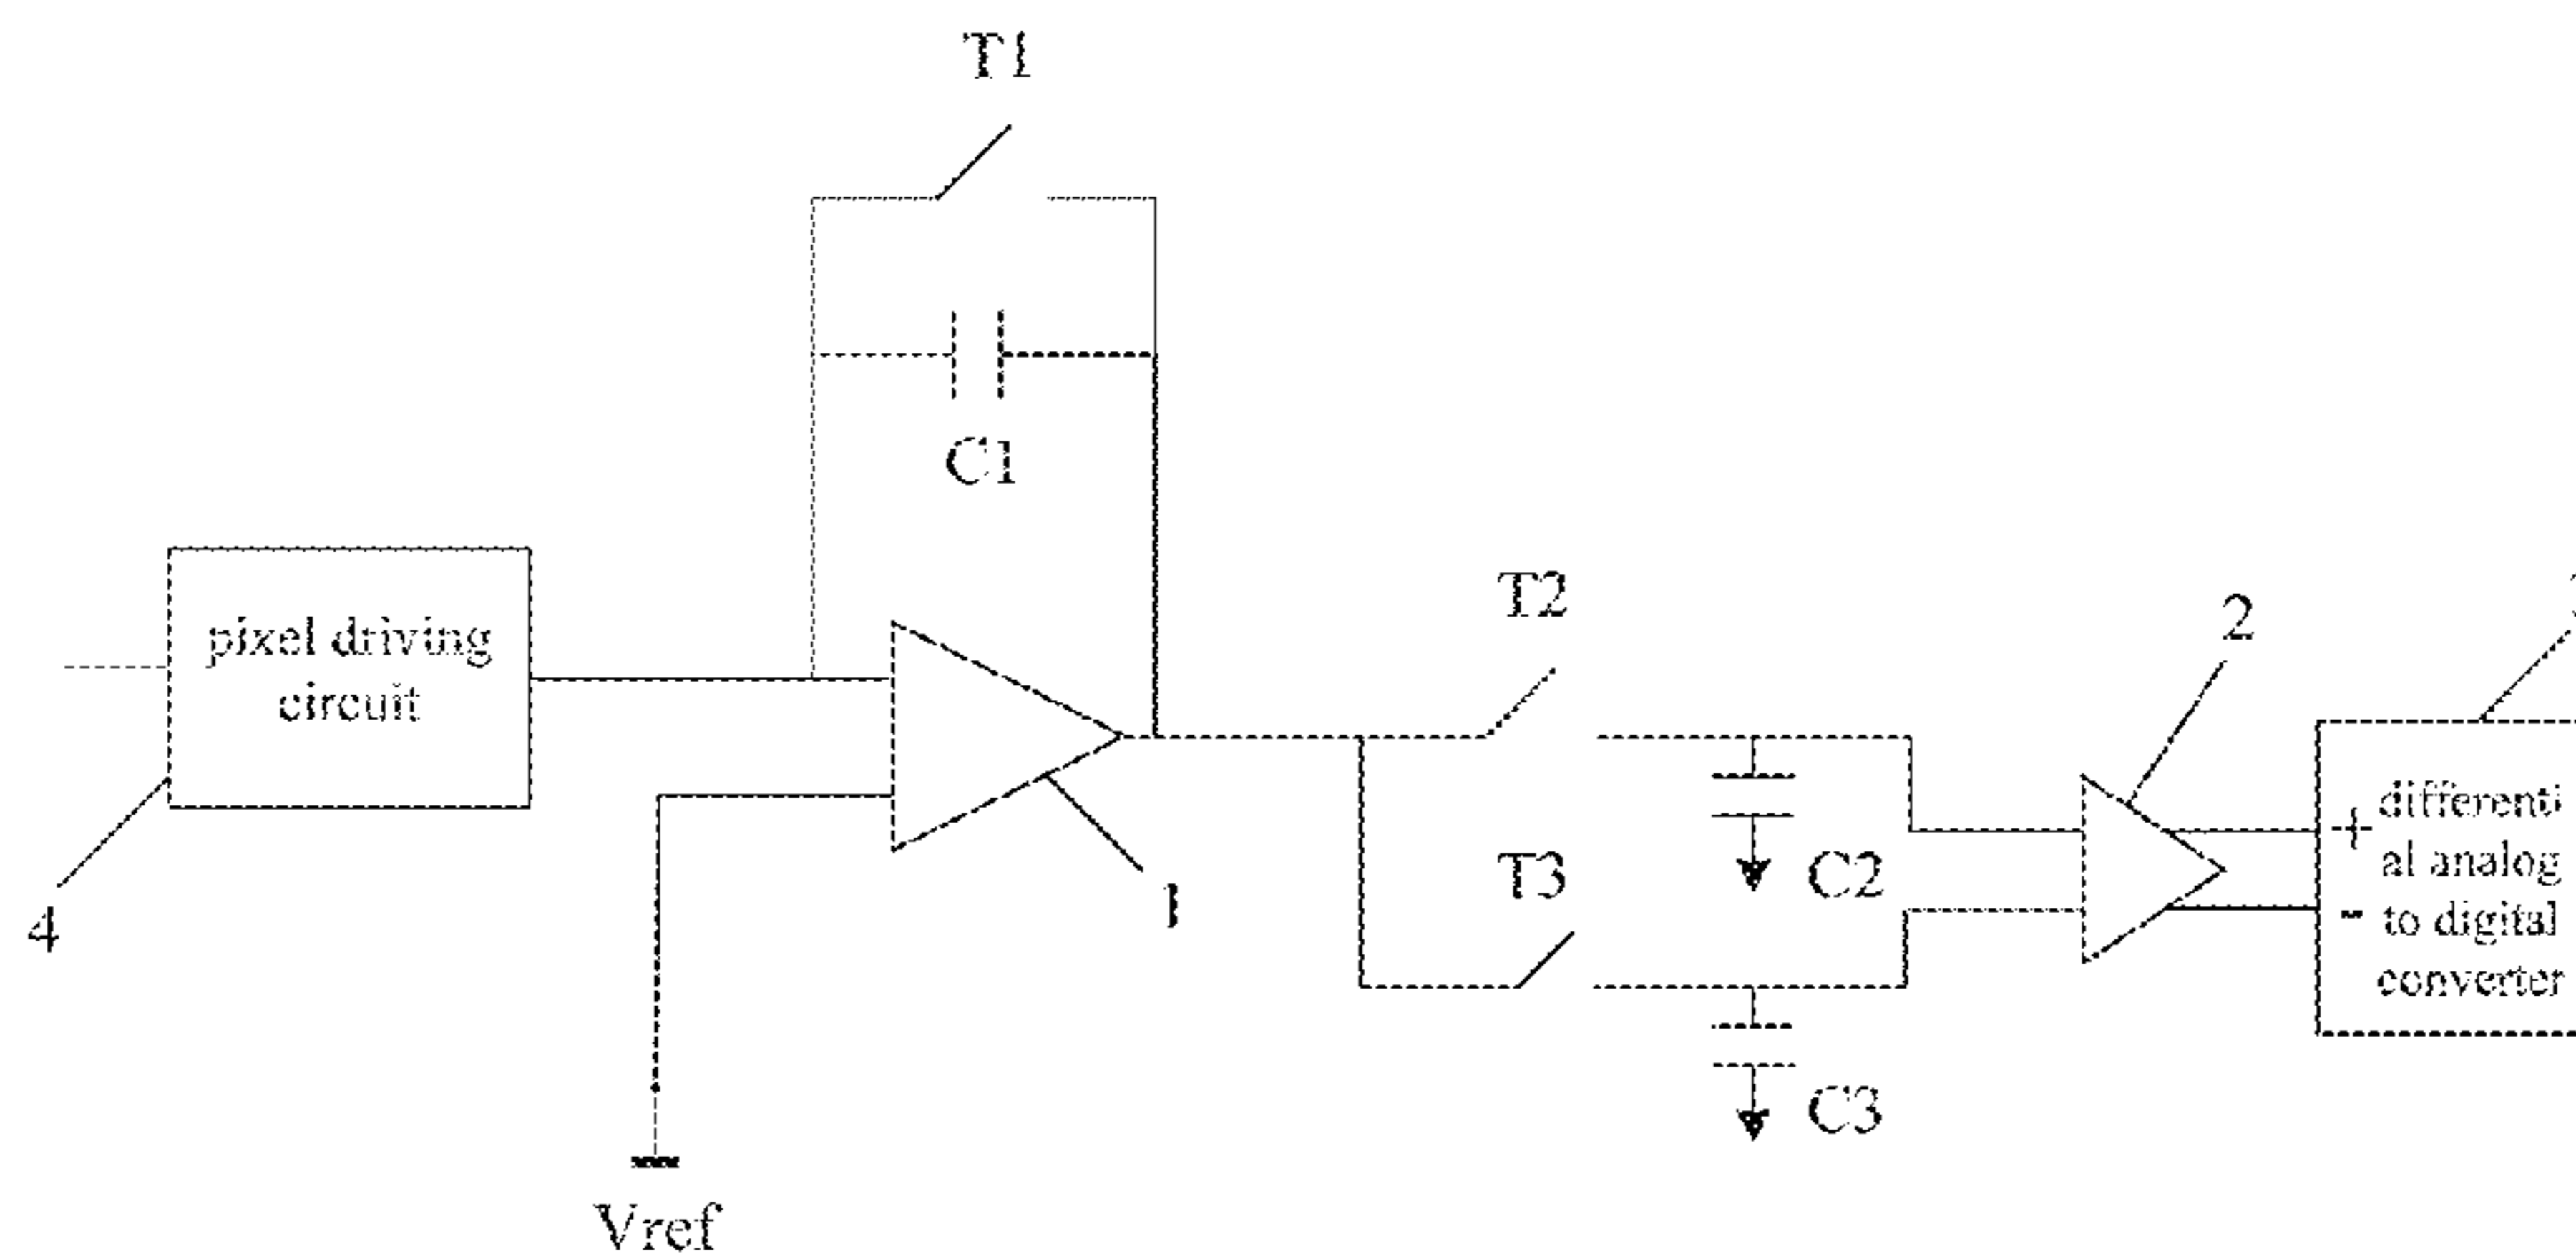 T1
C1
pixel driving
circuit
T2
2
4
1
T3
C2
+
differenti
al analog
- to digital
converter
C3
Vref